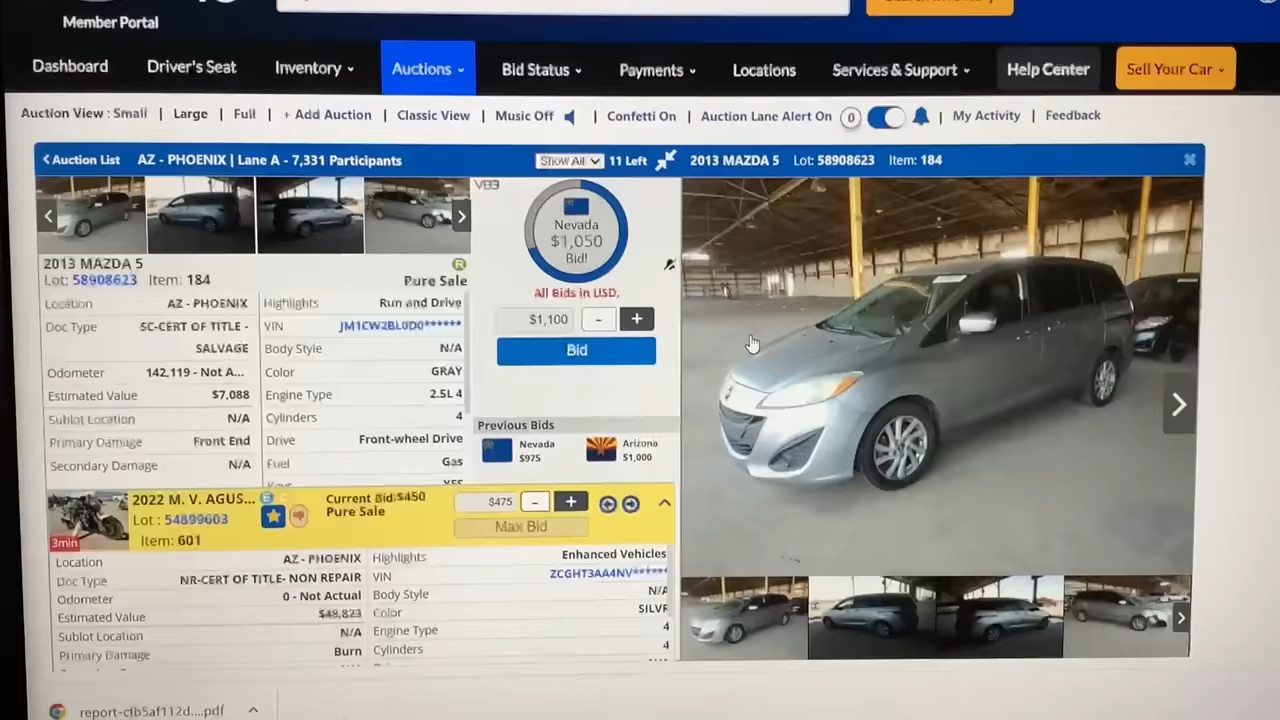 Member Portal
Dashboard
Driver's Seat
Inventory
Auctions
Bid Status
Payments
Locations
Services & Support
Help Center
Sell Your Car
Auction View : Small | Large | Full | + Add Auction | Classic View | Music Off | Confetti On | Auction Lane Alert On 0 | My Activity | Feedback
Auction List AZ - PHOENIX | Lane A - 7,331 Participants
Show All 11 Left
2013 MAZDA 5 Lot: 58908623 Item: 184
2013 MAZDA 5
Lot: 58908623 Item: 184
R
Pure Sale
Location AZ - PHOENIX
Doc Type SC-CERT OF TITLE -
SALVAGE
Odometer 142,119 - Not A...
Estimated Value $7,088
Sublot Location N/A
Primary Damage Front End
Secondary Damage N/A
Highlights Run and Drive
VIN JM1CW2BL0D0******
Body Style N/A
Color GRAY
Engine Type 2.5L 4
Cylinders 4
Drive Front-wheel Drive
Fuel Gas
Keys YES
Nevada
$1,050
Bid!
All Bids in USD,
$1,100 - +
Bid
Previous Bids
Nevada
$975
Arizona
$1,000
3min
2022 M. V. AGUS...
Lot : 54899603
Item: 601
Current Bid:$450
Pure Sale
$475 - +
Max Bid
Location AZ - PHOENIX
Doc Type NR-CERT OF TITLE- NON REPAIR
Odometer 0 - Not Actual
Estimated Value $48,823
Sublot Location N/A
Primary Damage Burn
Highlights Enhanced Vehicles
VIN ZCGHT3AA4NV******
Body Style N/A
Color SILVR
Engine Type 4
Cylinders 4
report-cfb5af112d....pdf